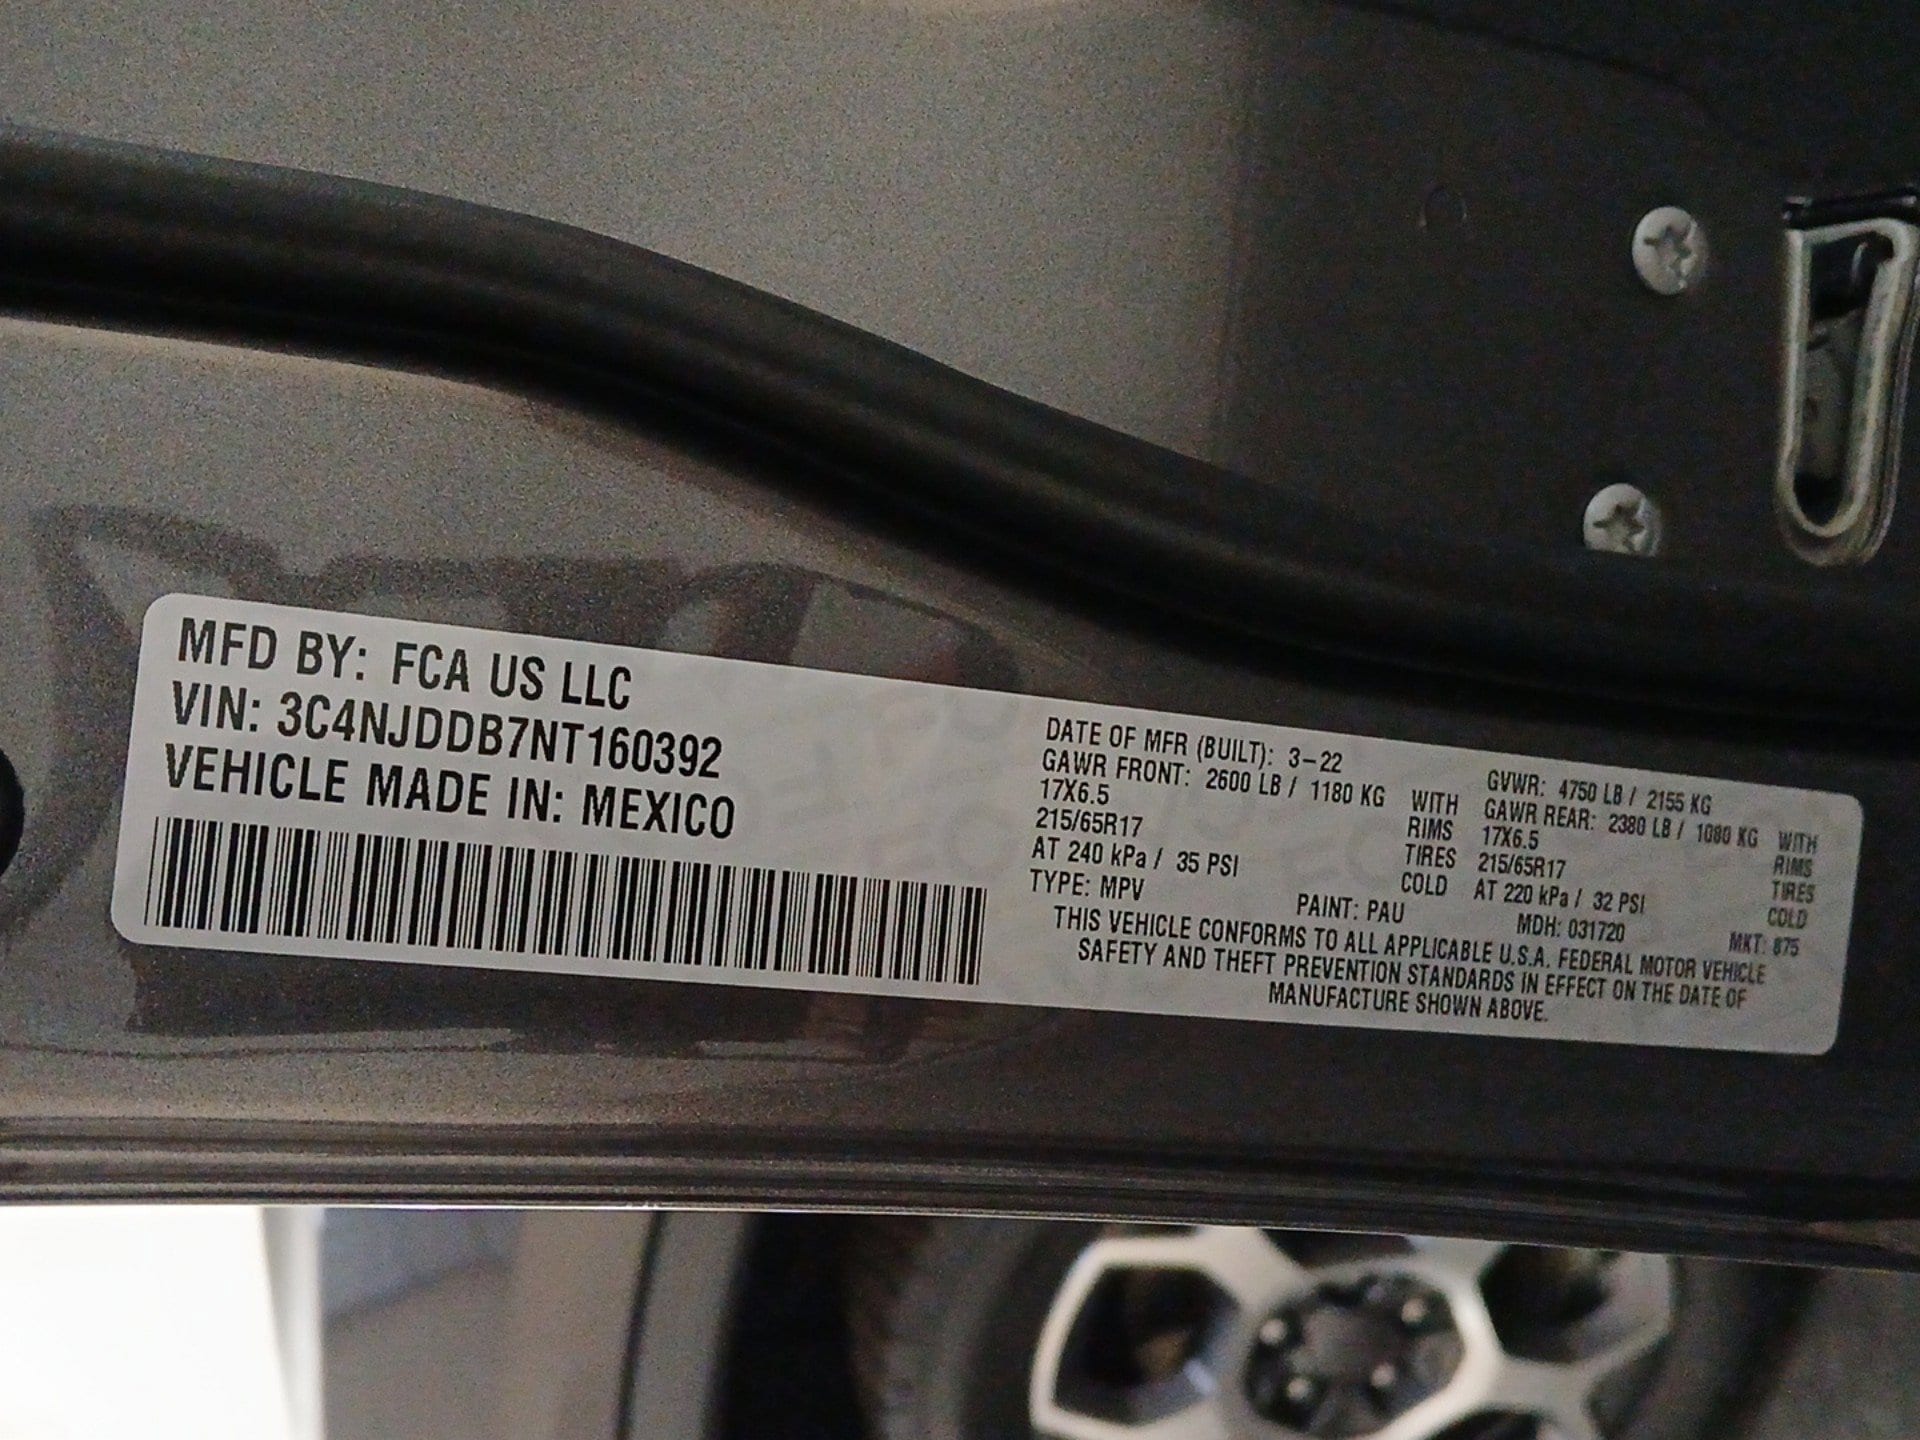 MFD BY: FCA US LLC
VIN: 3C4NJDDB7NT160392
VEHICLE MADE IN: MEXICO
DATE OF MFR (BUILT): 3-22 GVWR: 4750 LB / 2155 KG
GAWR FRONT: 2600 LB / 1180 KG WITH GAWR REAR: 2380 LB / 1080 KG WITH
17X6.5 RIMS 17X6.5 RIMS
215/65R17 TIRES 215/65R17 TIRES
AT 240 kPa / 35 PSI COLD AT 220 kPa / 32 PSI COLD
TYPE: MPV PAINT: PAU MDH: 031720 MKT: 875
THIS VEHICLE CONFORMS TO ALL APPLICABLE U.S.A. FEDERAL MOTOR VEHICLE
SAFETY AND THEFT PREVENTION STANDARDS IN EFFECT ON THE DATE OF
MANUFACTURE SHOWN ABOVE.